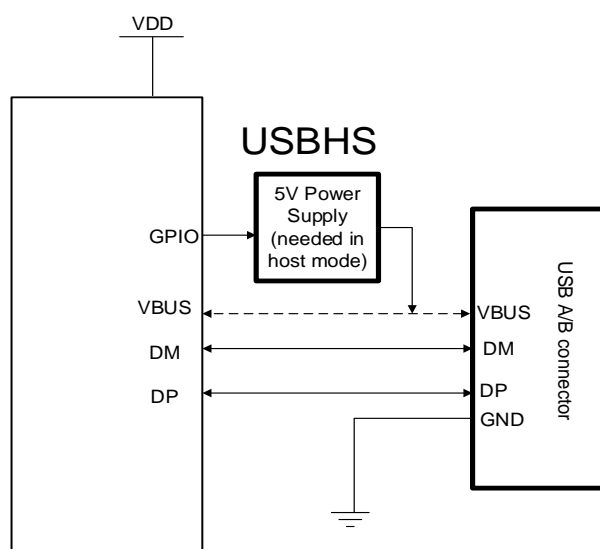 VDD
USBHS
5V Power
Supply
(needed in
host mode)
GPIO
VBUS
DM
DP
VBUS
DM
DP
GND
USB A/B connector